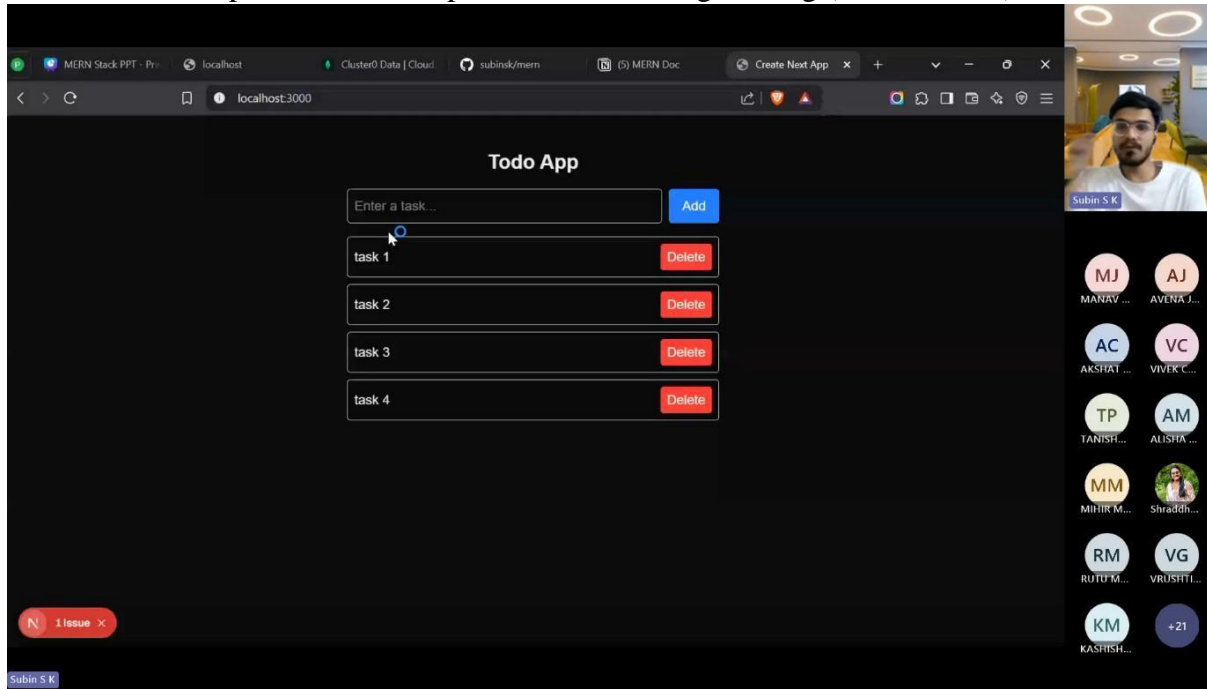 MERN Stack PPT - Pre
localhost
Cluster0 Data | Cloud
subinsk/mern
(5) MERN Doc
Create Next App
localhost:3000
Todo App
Enter a task...
Add
task 1
Delete
task 2
Delete
task 3
Delete
task 4
Delete
N 1 Issue ×
Subin S K
Subin S K
MJ
MANAV ...
AJ
AVENA J...
AC
AKSHAT ...
VC
VIVEK C...
TP
TANISH...
AM
ALISHA ...
MM
MIHIR M...
Shraddh...
RM
RUTU M...
VG
VRUSHTI...
KM
KASHISH...
+21